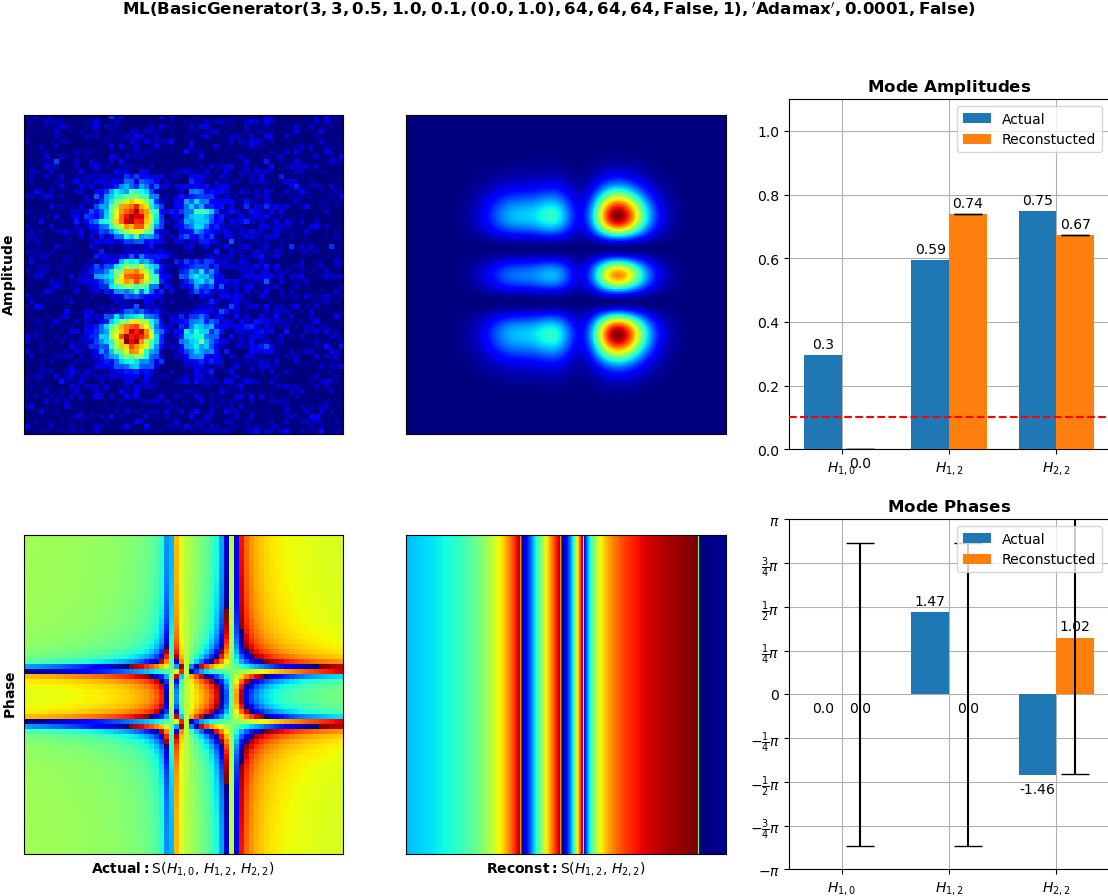 ML(BasicGenerator(3, 3, 0.5, 1.0, 0.1, (0.0, 1.0), 64, 64, 64, False, 1), ′Adamax′, 0.0001, False)
Amplitude
Mode Amplitudes
Actual
Reconstucted
1.0
0.8
0.6
0.4
0.2
0.0
0.3
0.0
0.59
0.74
0.75
0.67
H1,0
H1,2
H2,2
Phase
Actual: S(H1,0, H1,2, H2,2)
Reconst: S(H1,2, H2,2)
Mode Phases
Actual
Reconstucted
π
3/4π
1/2π
1/4π
0
−1/4π
−1/2π
−3/4π
−π
0.0
0.0
1.47
0.0
-1.46
1.02
H1,0
H1,2
H2,2